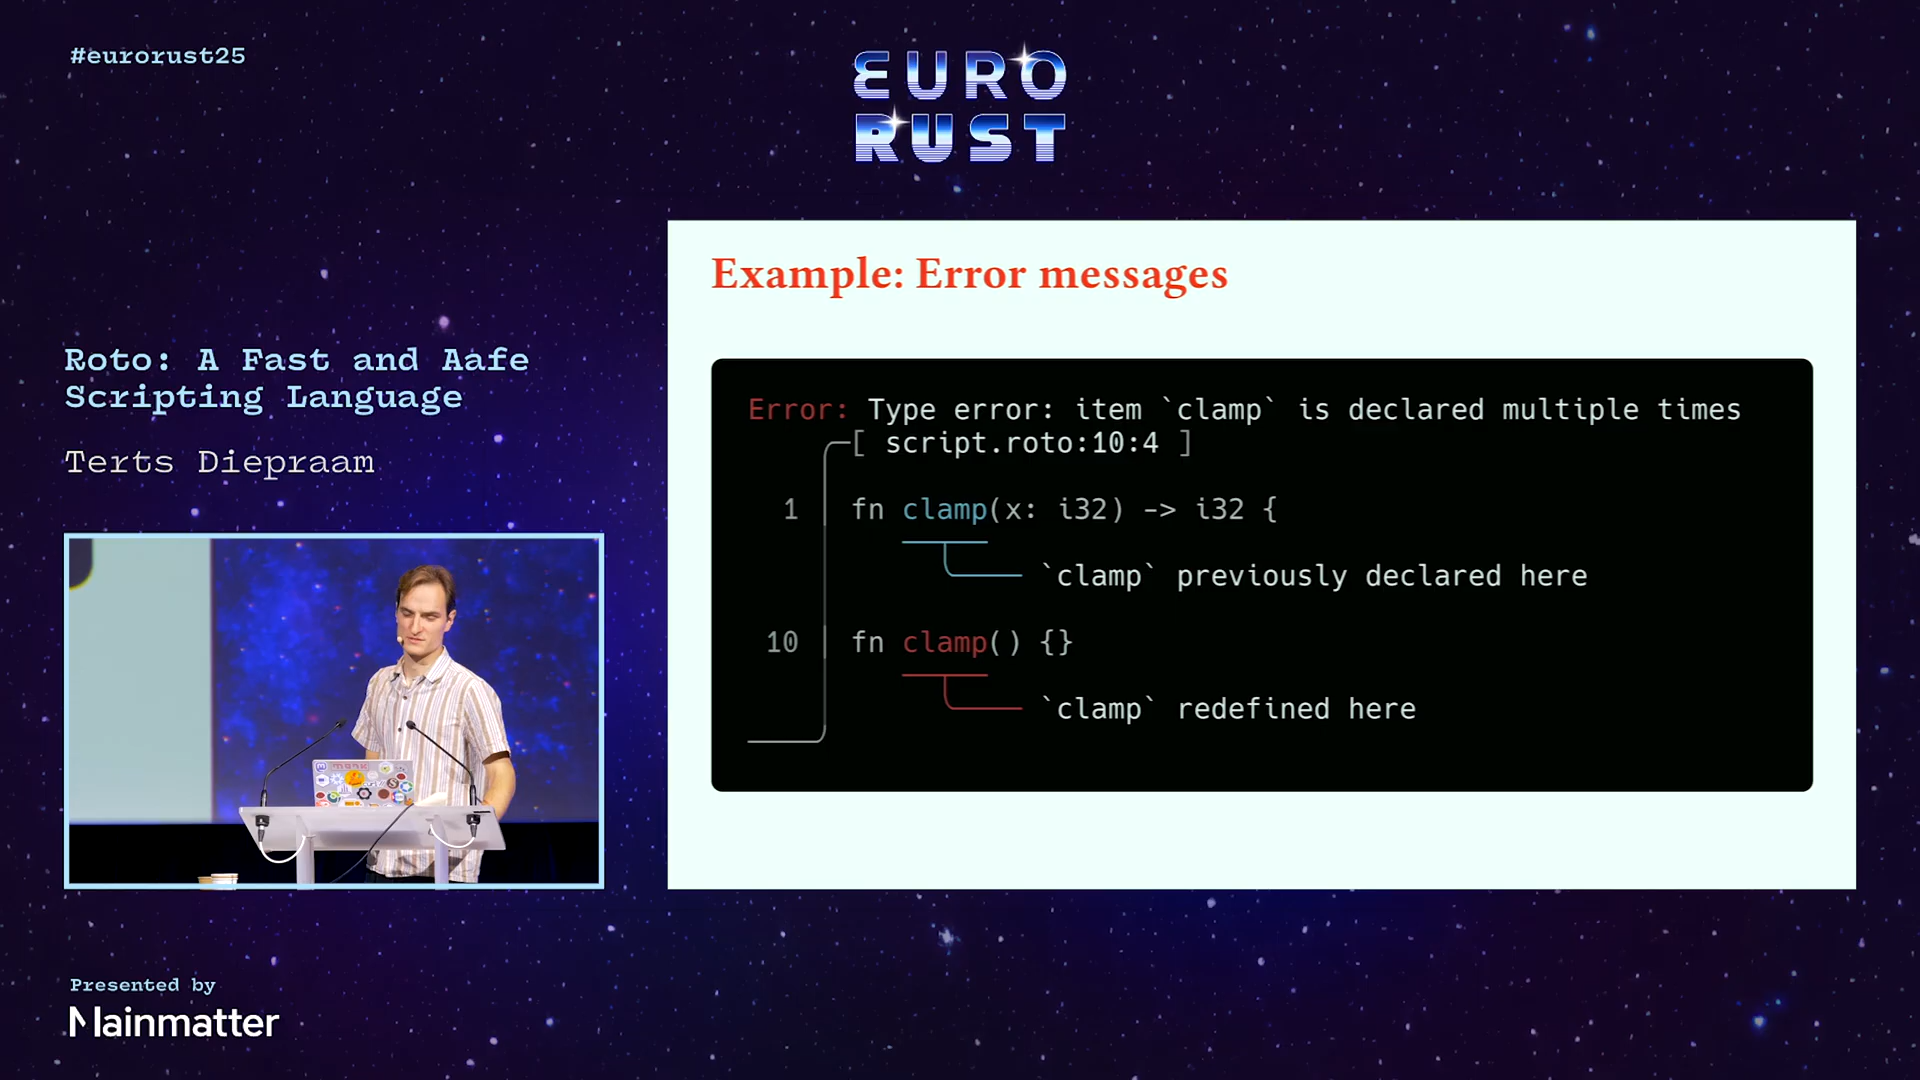 #eurorust25
EURO
RUST
Roto: A Fast and Aafe
Scripting Language
Terts Diepraam
Presented by
Mainmatter
Example: Error messages
Error: Type error: item `clamp` is declared multiple times
[ script.roto:10:4 ]
1 │ fn clamp(x: i32) -> i32 {
`clamp` previously declared here
10 │ fn clamp() {}
`clamp` redefined here